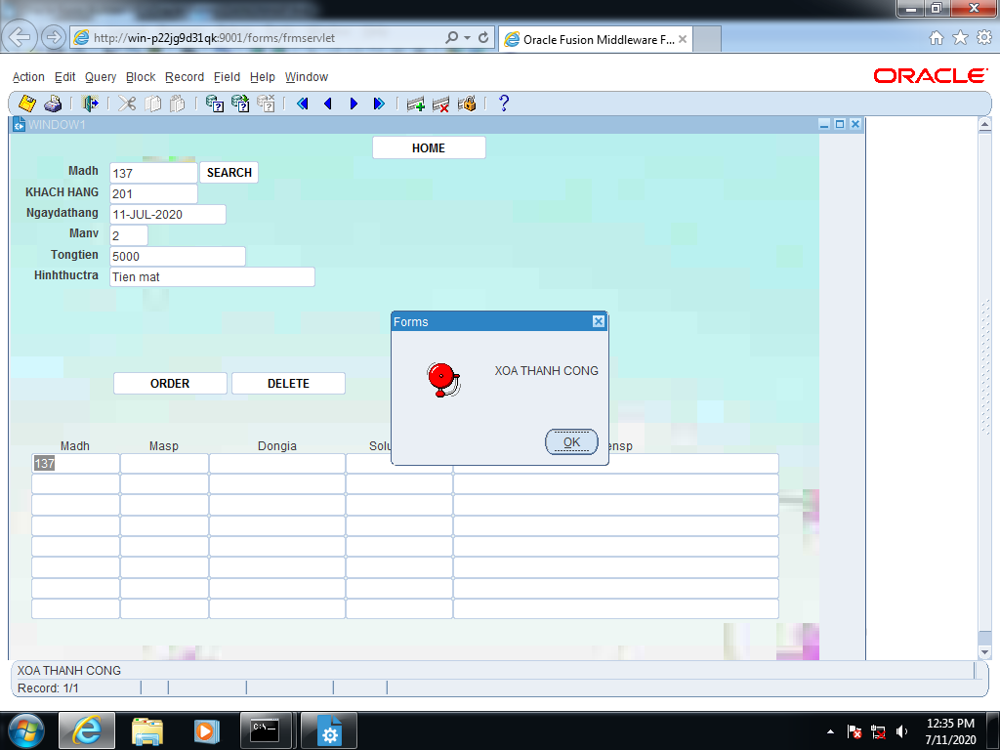 http://win-p22jg9d31qk:9001/forms/frmservlet
Oracle Fusion Middleware F...
Action Edit Query Block Record Field Help Window
ORACLE
WINDOW1
HOME
Madh 137 SEARCH
KHACH HANG 201
Ngaydathang 11-JUL-2020
Manv 2
Tongtien 5000
Hinhthuctra Tien mat
Forms
XOA THANH CONG
OK
ORDER DELETE
Madh Masp Dongia
137
XOA THANH CONG
Record: 1/1
C:\-
12:35 PM
7/11/2020